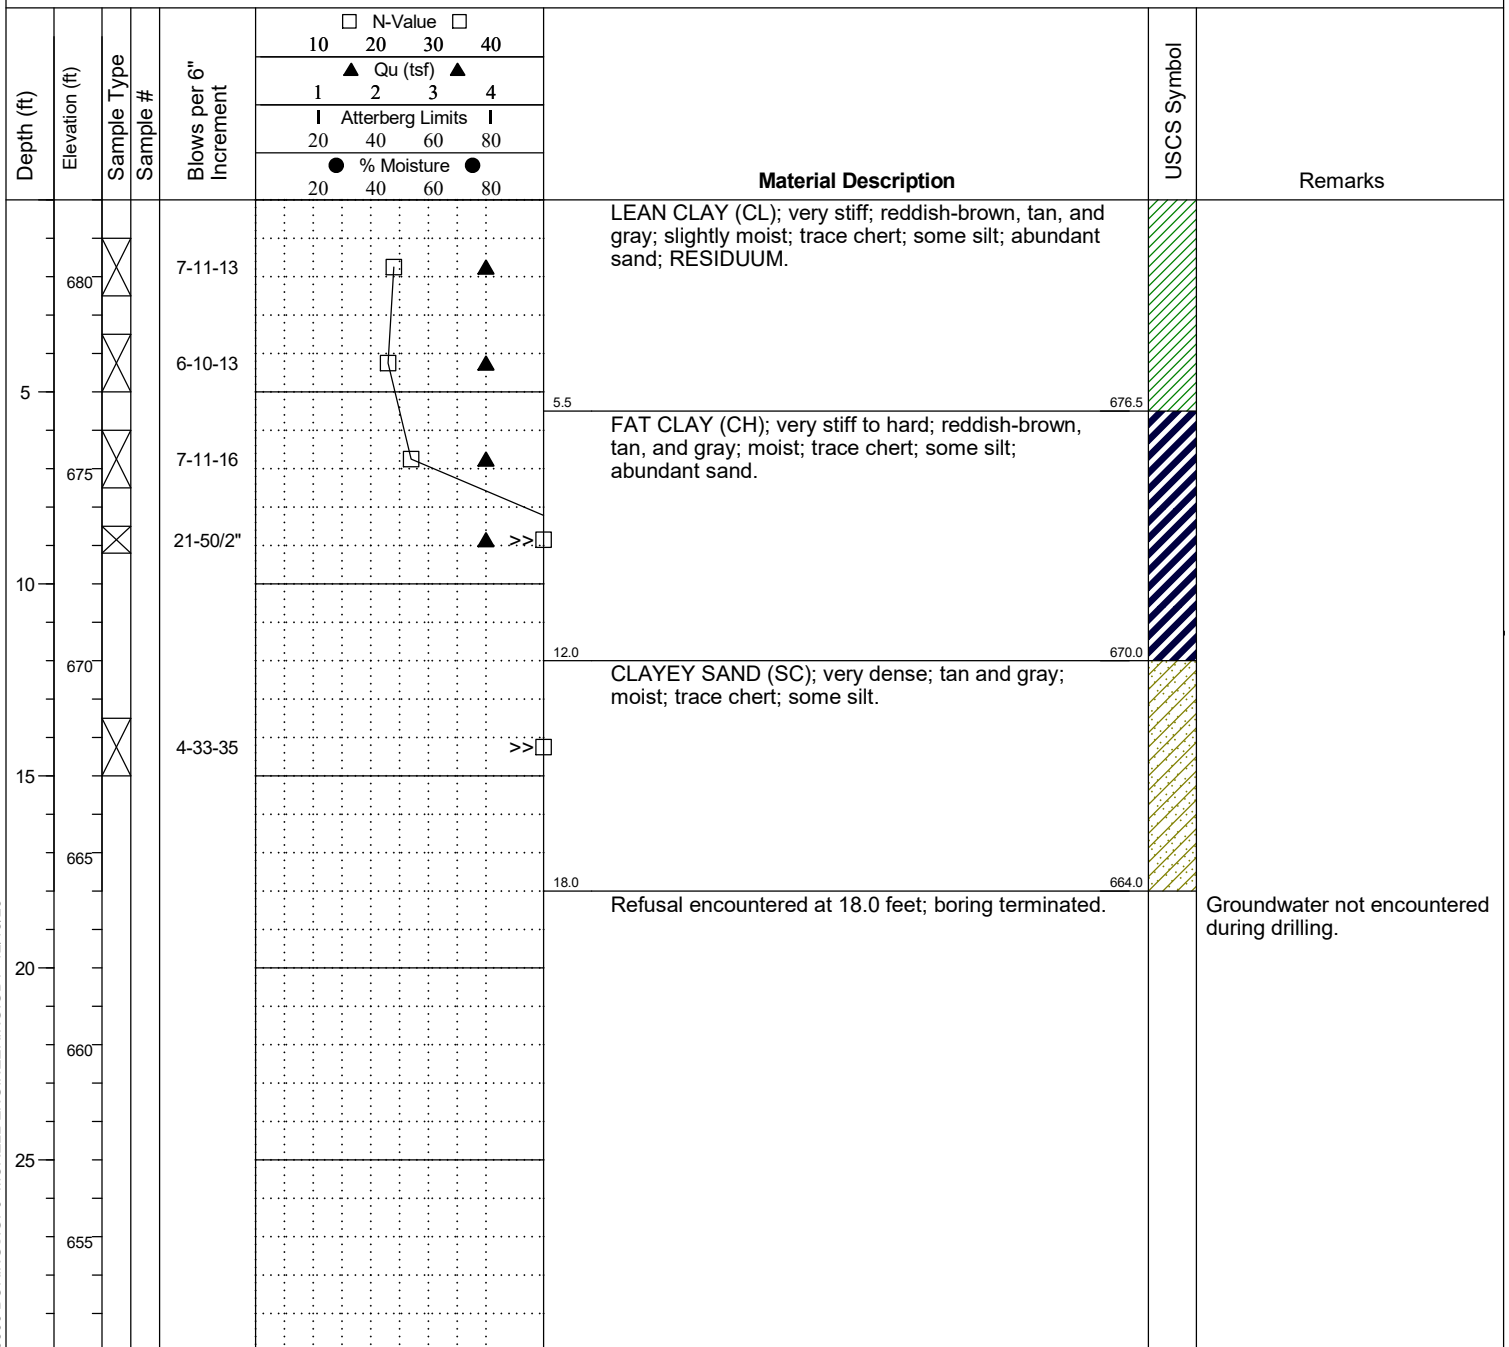 N-Value
10 20 30 40
Qu (tsf)
1 2 3 4
Atterberg Limits
20 40 60 80
% Moisture
20 40 60 80
Depth (ft)
Elevation (ft)
Sample Type
Sample #
Blows per 6"
Increment
Material Description
USCS Symbol
Remarks
LEAN CLAY (CL); very stiff; reddish-brown, tan, and
gray; slightly moist; trace chert; some silt; abundant
sand; RESIDUUM.
7-11-13
680
6-10-13
5
5.5 676.5
FAT CLAY (CH); very stiff to hard; reddish-brown,
tan, and gray; moist; trace chert; some silt;
abundant sand.
7-11-16
675
21-50/2"
>>
10
12.0 670.0
670
CLAYEY SAND (SC); very dense; tan and gray;
moist; trace chert; some silt.
4-33-35
>>
15
665
18.0 664.0
Refusal encountered at 18.0 feet; boring terminated.
Groundwater not encountered
during drilling.
20
660
25
655